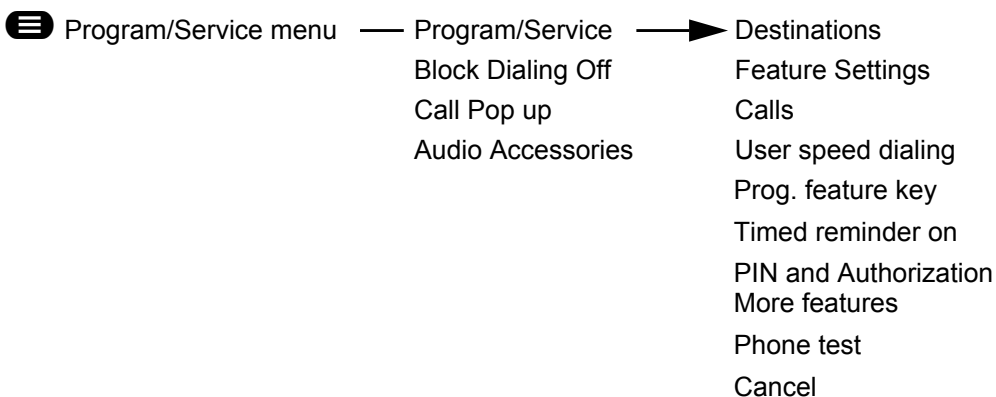 Program/Service menu Program/Service Destinations
Block Dialing Off Feature Settings
Call Pop up Calls
Audio Accessories User speed dialing
Prog. feature key
Timed reminder on
PIN and Authorization
More features
Phone test
Cancel